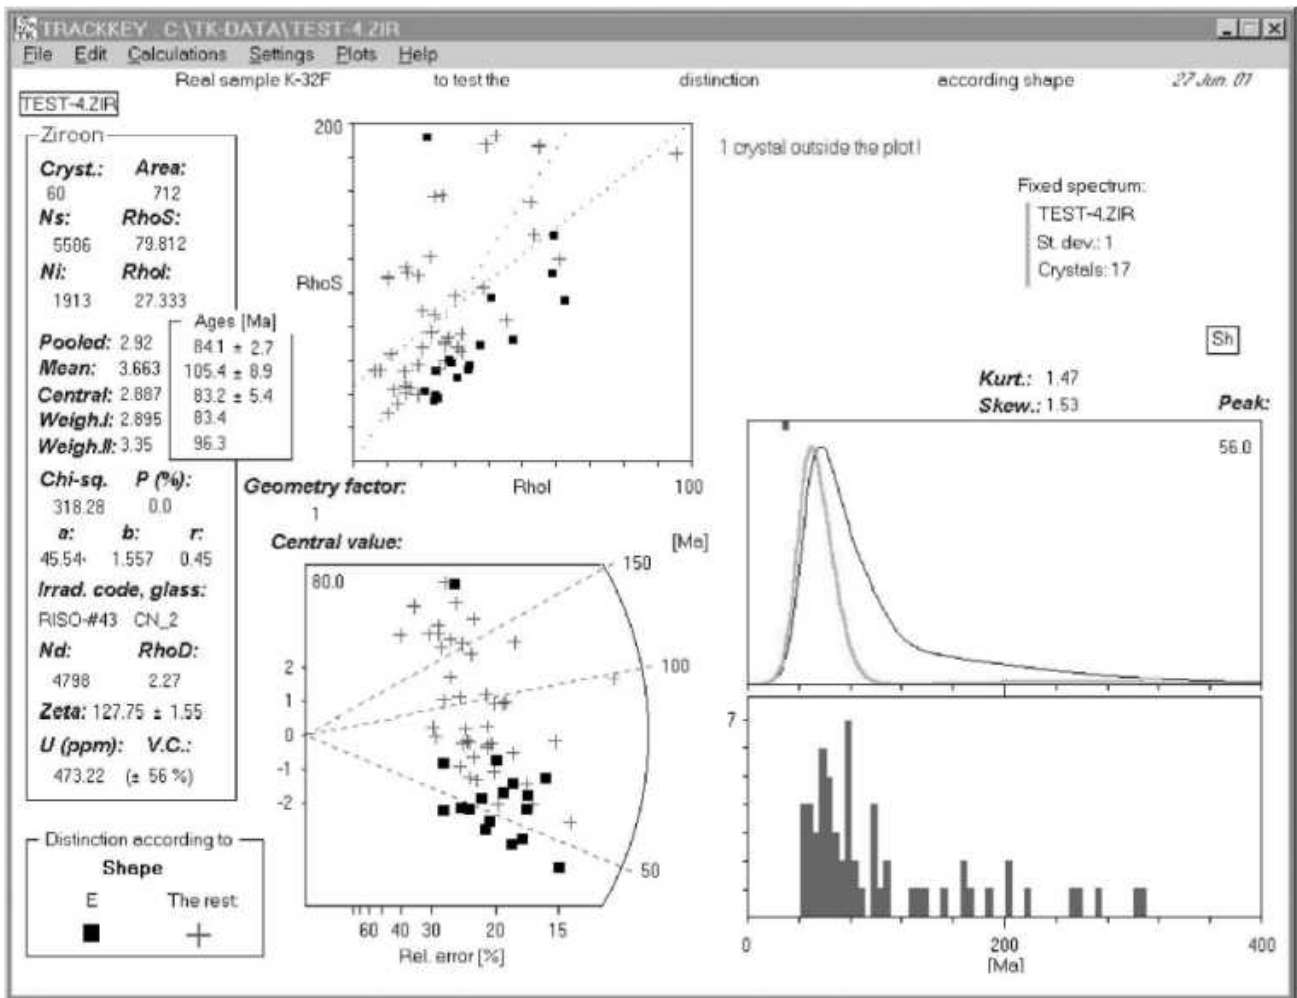 TRACKKEY C:\TK-DATA\TEST-4.ZIR
File Edit Calculations Settings Plots Help
Real sample K-32F to test the distinction according shape 27 Jun. 01
TEST-4.ZIR
Zircon
Cryst.: Area:
60 712
Ns: RhoS:
5586 79.812
Ni: RhoI:
1913 27.333
Ages [Ma]
Pooled: 2.92 84.1 ± 2.7
Mean: 3.663 105.4 ± 8.9
Central: 2.887 83.2 ± 5.4
Weigh.I: 2.895 83.4
Weigh.II: 3.35 96.3
Chi-sq. P (%):
318.28 0.0
a: b: r:
45.54 1.557 0.45
Irrad. code, glass:
RISO-#43 CN_2
Nd: RhoD:
4798 2.27
Zeta: 127.75 ± 1.55
U (ppm): V.C.:
473.22 (± 56 %)
Distinction according to
Shape
E The rest
200
RhoS
RhoI 100
Geometry factor:
1
Central value:
80.0
[Ma]
150
100
50
2
1
0
-1
-2
60 40 30 20 15
Rel. error [%]
1 crystal outside the plot!
Fixed spectrum:
TEST-4.ZIR
St. dev.: 1
Crystals: 17
Sh
Kurt.: 1.47
Skew.: 1.53 Peak:
56.0
7
0 200 400
[Ma]